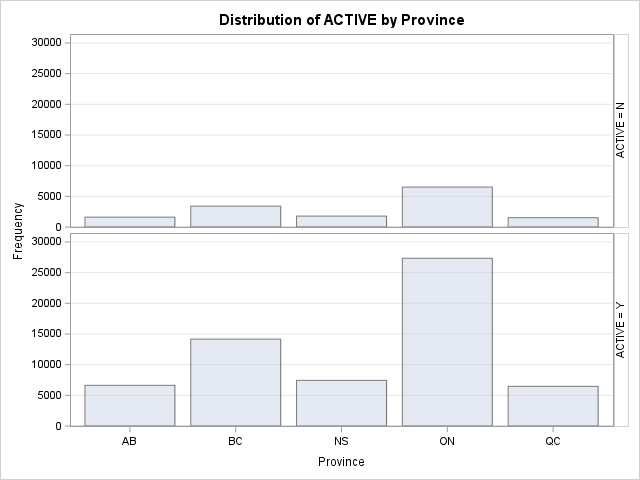 Distribution of ACTIVE by Province
30000
25000
20000
15000
10000
5000
0
ACTIVE = N
Frequency
30000
25000
20000
15000
10000
5000
0
ACTIVE = Y
AB BC NS ON QC
Province